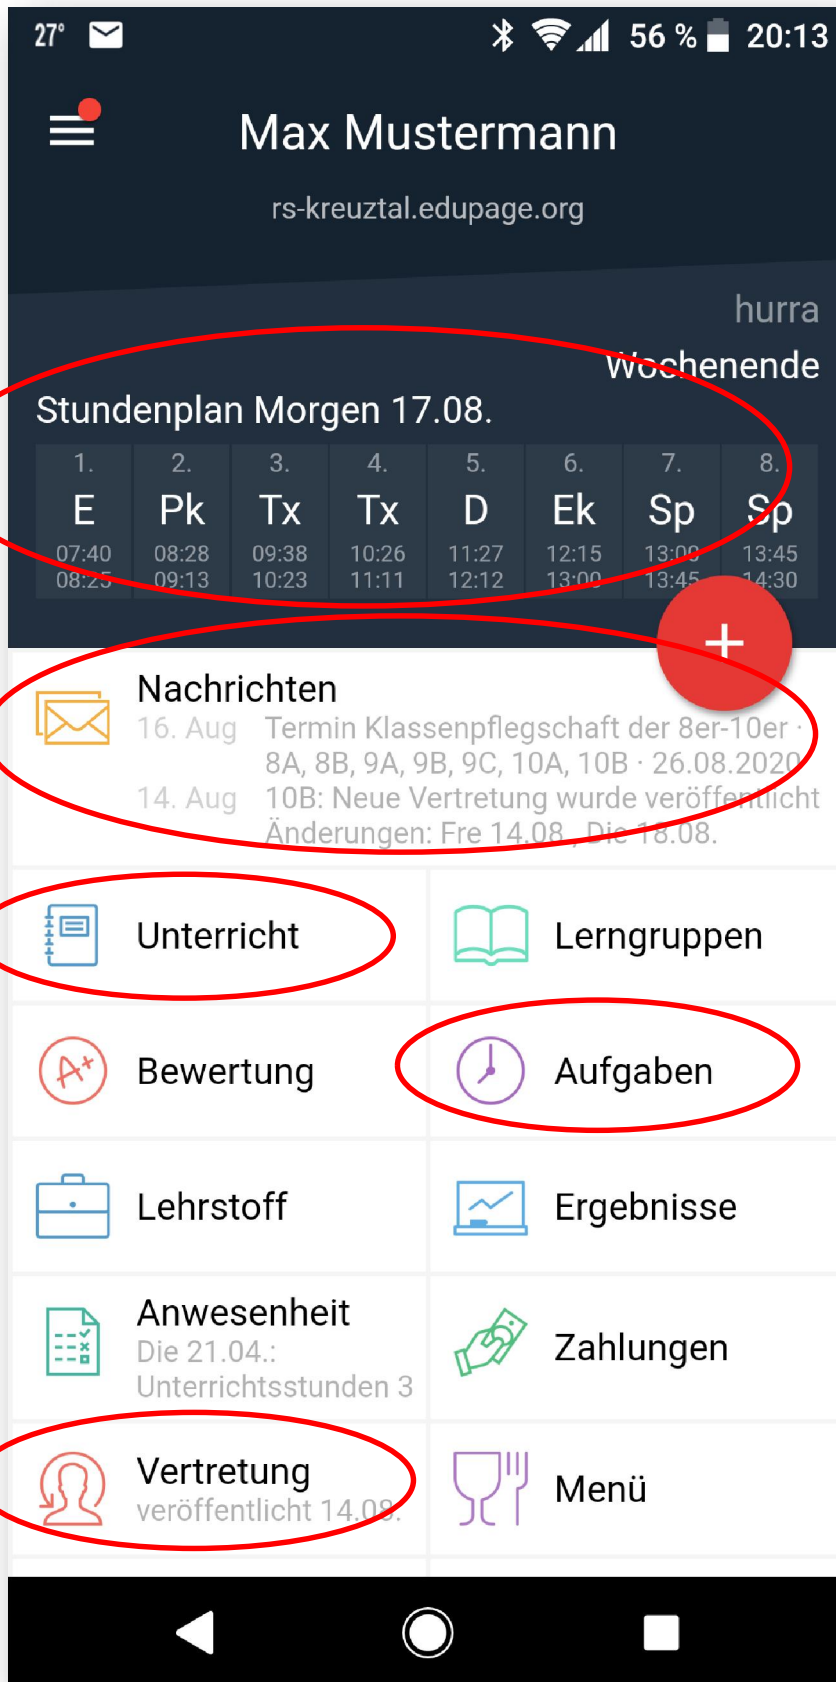 27° 56 % 20:13
Max Mustermann
rs-kreuztal.edupage.org
hurra
Wochenende
Stundenplan Morgen 17.08.
1. 2. 3. 4. 5. 6. 7. 8.
E Pk Tx Tx D Ek Sp Sp
07:40 08:28 09:38 10:26 11:27 12:15 13:00 13:45
08:25 09:13 10:23 11:11 12:12 13:00 13:45 14:30
+
Nachrichten
16. Aug Termin Klassenpflegschaft der 8er-10er ·
8A, 8B, 9A, 9B, 9C, 10A, 10B · 26.08.2020
14. Aug 10B: Neue Vertretung wurde veröffentlicht
Änderungen: Fre 14.08., Die 18.08.
Unterricht
Lerngruppen
A+ Bewertung
Aufgaben
Lehrstoff
Ergebnisse
Anwesenheit
Die 21.04.:
Unterrichtsstunden 3
Zahlungen
Vertretung
veröffentlicht 14.08.
Menü